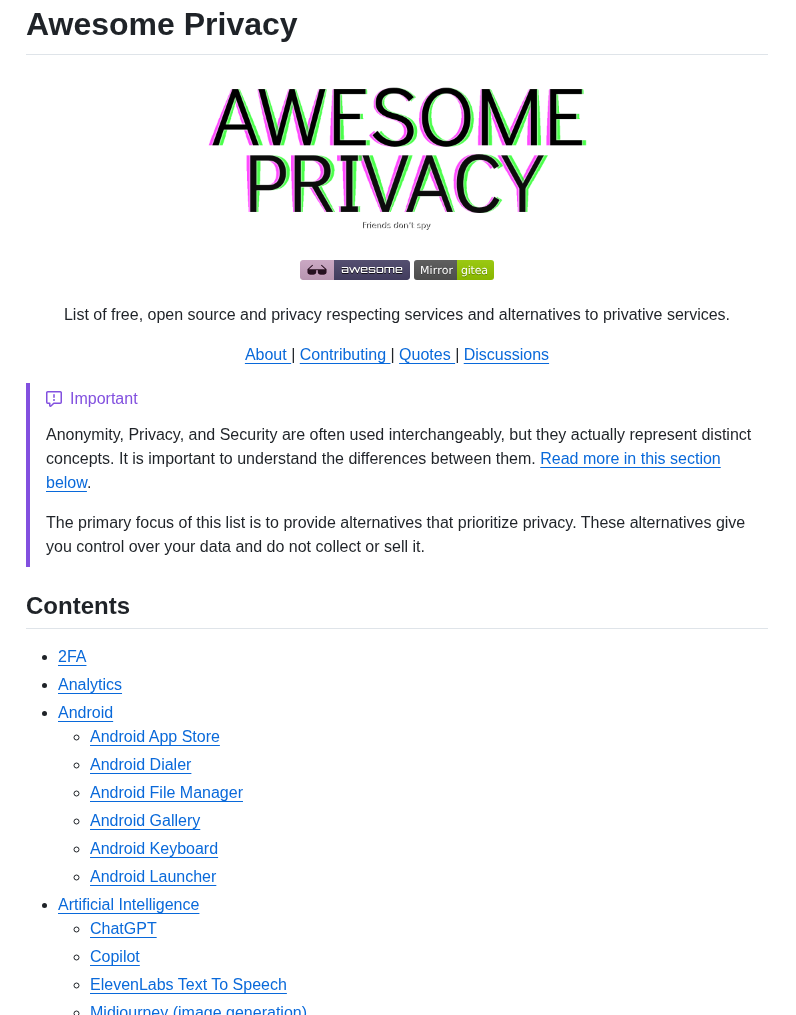 Awesome Privacy
AWESOME
PRIVACY
Friends don't spy
awesome Mirror gitea
List of free, open source and privacy respecting services and alternatives to privative services.
About | Contributing | Quotes | Discussions
Important
Anonymity, Privacy, and Security are often used interchangeably, but they actually represent distinct
concepts. It is important to understand the differences between them. Read more in this section
below.
The primary focus of this list is to provide alternatives that prioritize privacy. These alternatives give
you control over your data and do not collect or sell it.
Contents
2FA
Analytics
Android
Android App Store
Android Dialer
Android File Manager
Android Gallery
Android Keyboard
Android Launcher
Artificial Intelligence
ChatGPT
Copilot
ElevenLabs Text To Speech
Midjourney (image generation)